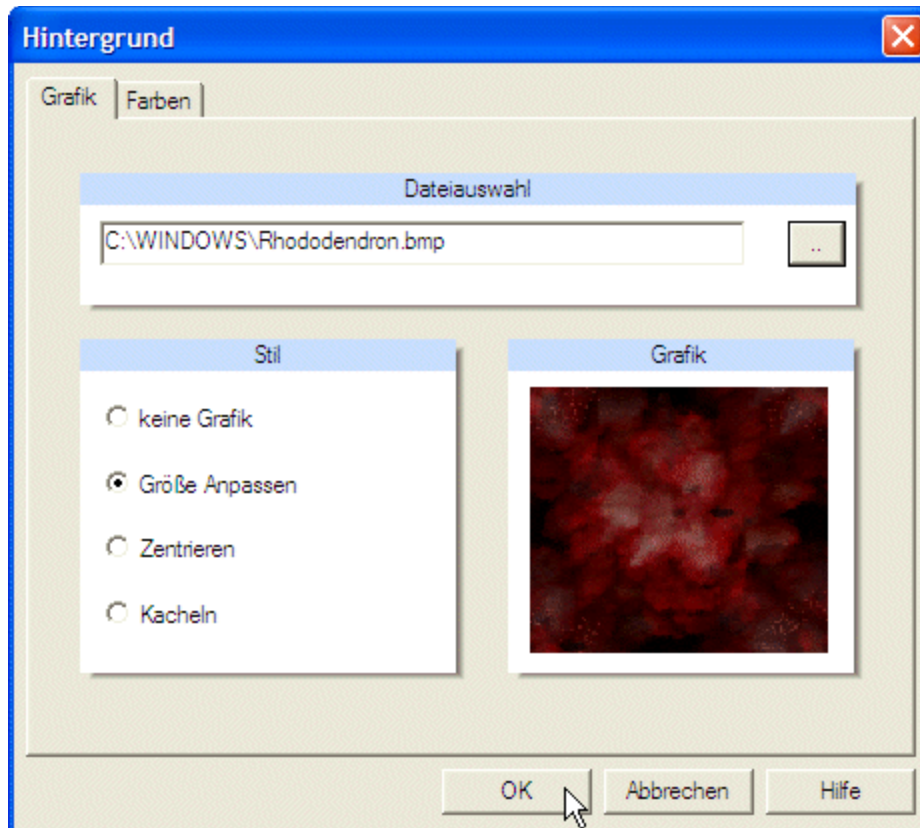 Hintergrund
Grafik
Farben
Dateiauswahl
C:\WINDOWS\Rhododendron.bmp
..
Stil
keine Grafik
Größe Anpassen
Zentrieren
Kacheln
Grafik
OK
Abbrechen
Hilfe